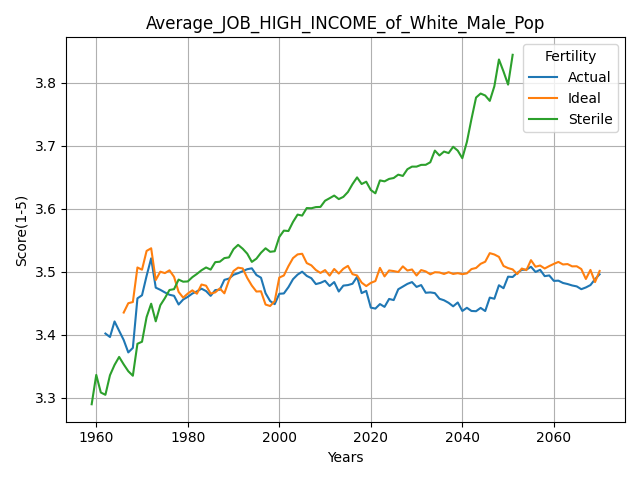 Average_JOB_HIGH_INCOME_of_White_Male_Pop
Fertility
Actual
Ideal
Sterile
Score(1-5)
3.8
3.7
3.6
3.5
3.4
3.3
1960 1980 2000 2020 2040 2060
Years